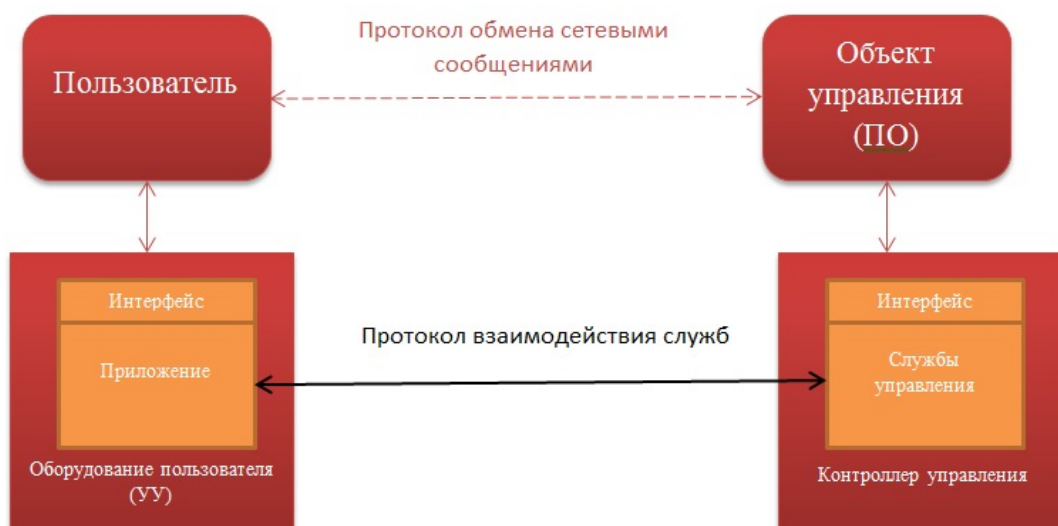 Протокол обмена сетевыми
сообщениями
Пользователь
Объект
управления
(ПО)
Интерфейс
Приложение
Оборудование пользователя
(УУ)
Протокол взаимодействия служб
Интерфейс
Службы
управления
Контроллер управления